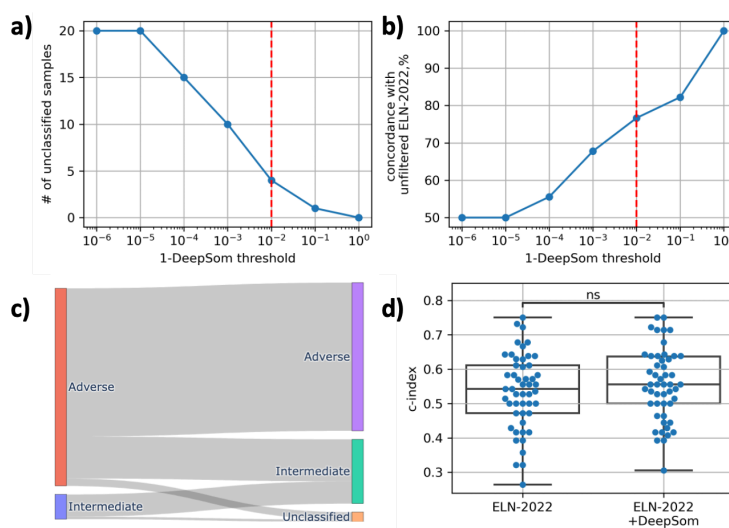 a)
# of unclassified samples
20
15
10
5
0
10⁻⁶ 10⁻⁵ 10⁻⁴ 10⁻³ 10⁻² 10⁻¹ 10⁰
1-DeepSom threshold
b)
concordance with
unfiltered ELN-2022,%
100
90
80
70
60
50
10⁻⁶ 10⁻⁵ 10⁻⁴ 10⁻³ 10⁻² 10⁻¹ 10
1-DeepSom threshold
c)
Adverse
Adverse
Intermediate
Intermediate
Unclassified
d)
c-index
0.8
0.7
0.6
0.5
0.4
0.3
ns
ELN-2022
ELN-2022
+DeepSom